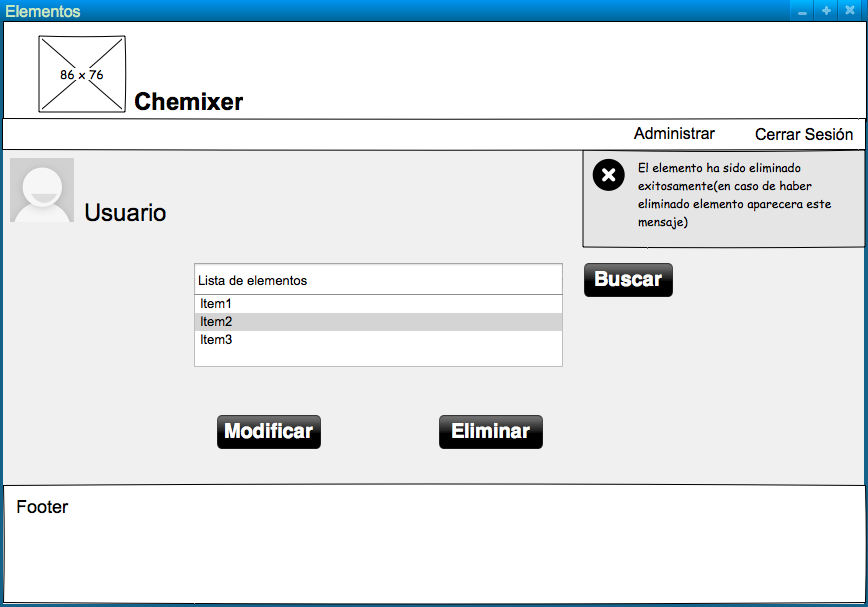 Elementos
86 x 76
Chemixer
Administrar
Cerrar Sesión
El elemento ha sido eliminado
exitosamente(en caso de haber
eliminado elemento aparecera este
mensaje)
Usuario
Lista de elementos
Buscar
Item1
Item2
Item3
Modificar
Eliminar
Footer